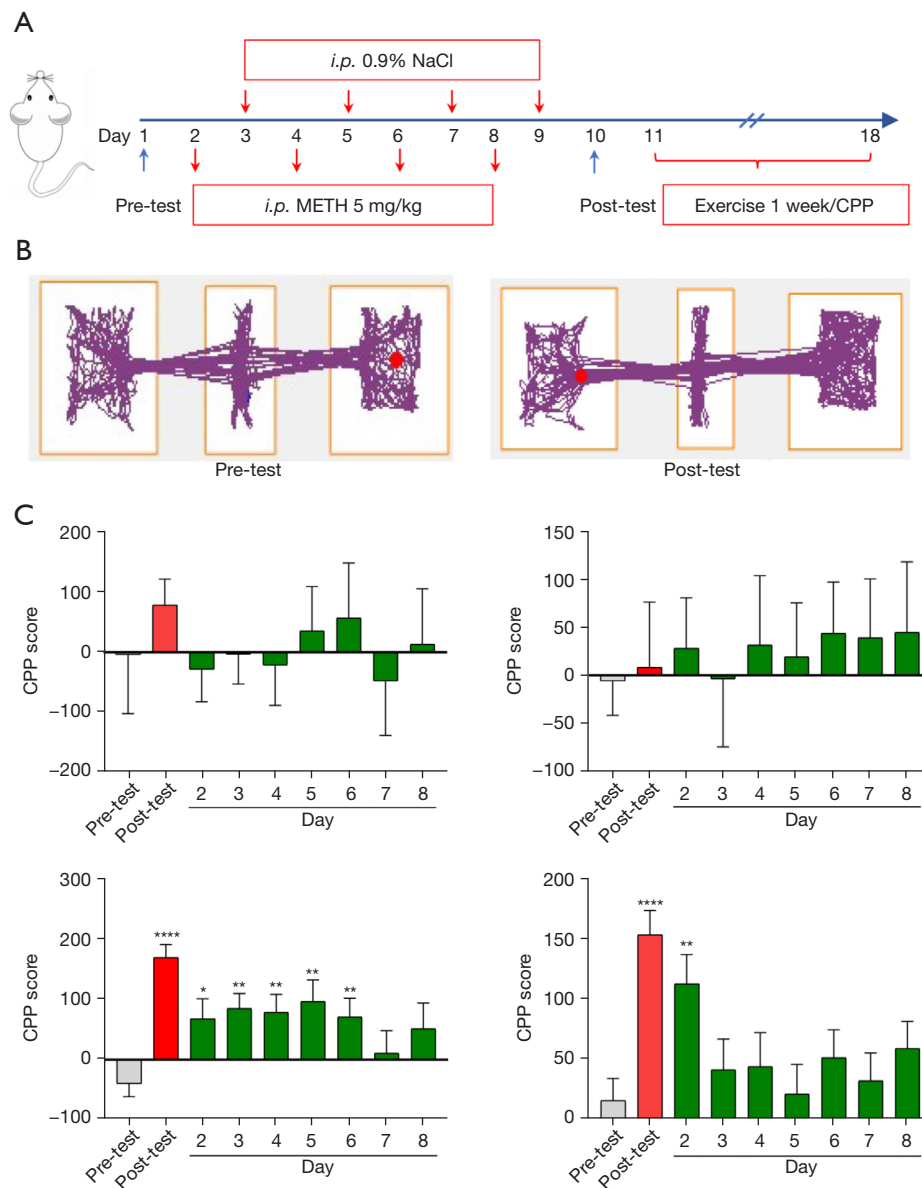 A
i.p. 0.9% NaCl
Day 1 2 3 4 5 6 7 8 9 10 11 18
Pre-test
i.p. METH 5 mg/kg
Post-test
Exercise 1 week/CPP
B
Pre-test
Post-test
C
CPP score
200
100
0
−100
−200
Pre-test
Post-test
2 3 4 5 6 7 8
Day
CPP score
150
100
50
0
−50
−100
Pre-test
Post-test
2 3 4 5 6 7 8
Day
CPP score
300
200
100
0
−100
****
* ** ** ** **
Pre-test
Post-test
2 3 4 5 6 7 8
Day
CPP score
200
150
100
50
0
****
**
Pre-test
Post-test
2 3 4 5 6 7 8
Day